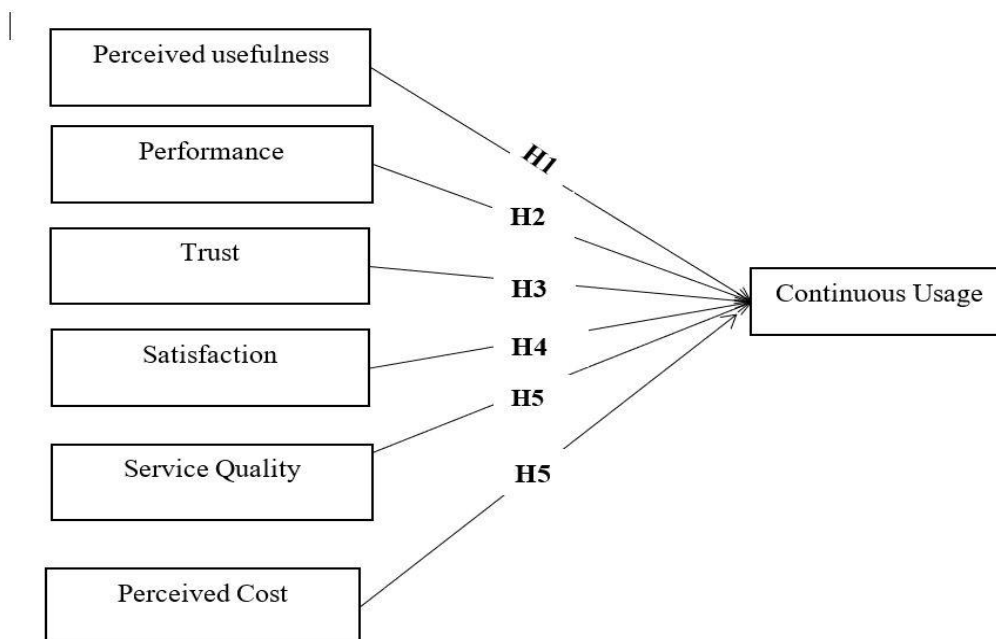 Perceived usefulness
Performance
Trust
Satisfaction
Service Quality
Perceived Cost
H1
H2
H3
H4
H5
H5
Continuous Usage